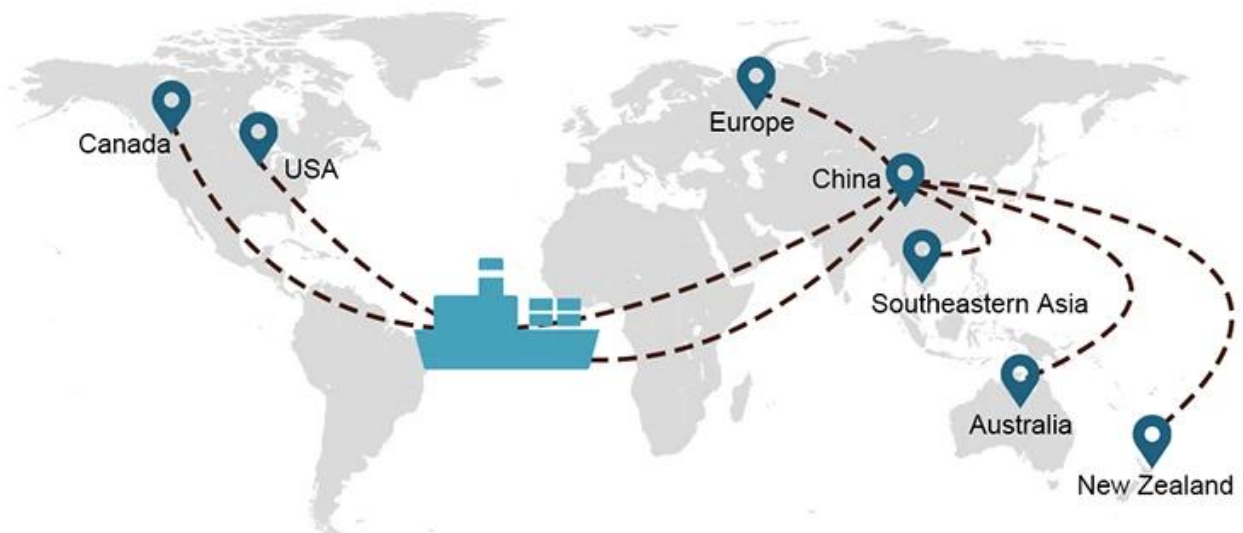 Canada
USA
Europe
China
Southeastern Asia
Australia
New Zealand